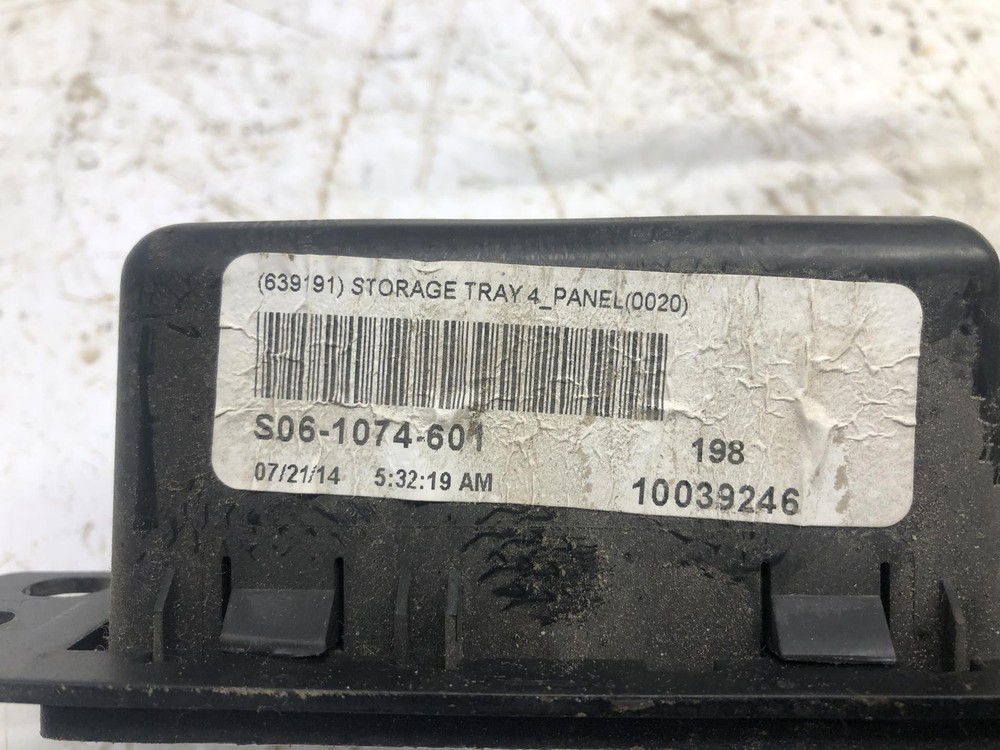 (639191) STORAGE TRAY 4_PANEL(0020)
S06-1074-601
198
07/21/14 5:32:19 AM
10039246